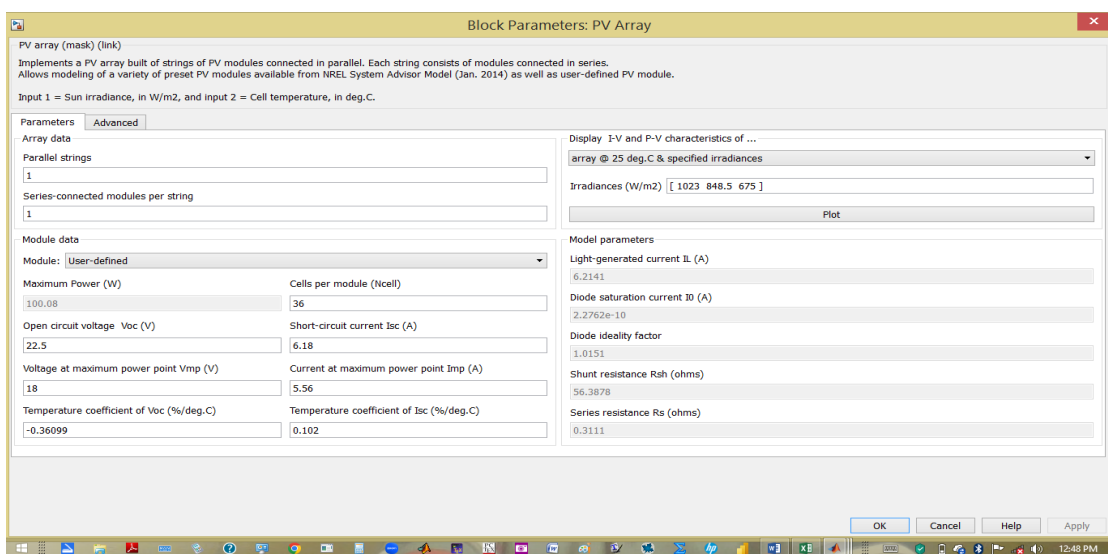 Block Parameters: PV Array
PV array (mask) (link)
Implements a PV array built of strings of PV modules connected in parallel. Each string consists of modules connected in series.
Allows modeling of a variety of preset PV modules available from NREL System Advisor Model (Jan. 2014) as well as user-defined PV module.
Input 1 = Sun irradiance, in W/m2, and input 2 = Cell temperature, in deg.C.
Parameters Advanced
Array data
Parallel strings
1
Series-connected modules per string
1
Display I-V and P-V characteristics of ...
array @ 25 deg.C & specified irradiances
Irradiances (W/m2) [ 1023 848.5 675 ]
Plot
Module data
Module: User-defined
Maximum Power (W) Cells per module (Ncell)
100.08 36
Open circuit voltage Voc (V) Short-circuit current Isc (A)
22.5 6.18
Voltage at maximum power point Vmp (V) Current at maximum power point Imp (A)
18 5.56
Temperature coefficient of Voc (%/deg.C) Temperature coefficient of Isc (%/deg.C)
-0.36099 0.102
Model parameters
Light-generated current IL (A)
6.2141
Diode saturation current I0 (A)
2.2762e-10
Diode ideality factor
1.0151
Shunt resistance Rsh (ohms)
56.3878
Series resistance Rs (ohms)
0.3111
OK Cancel Help Apply
12:48 PM